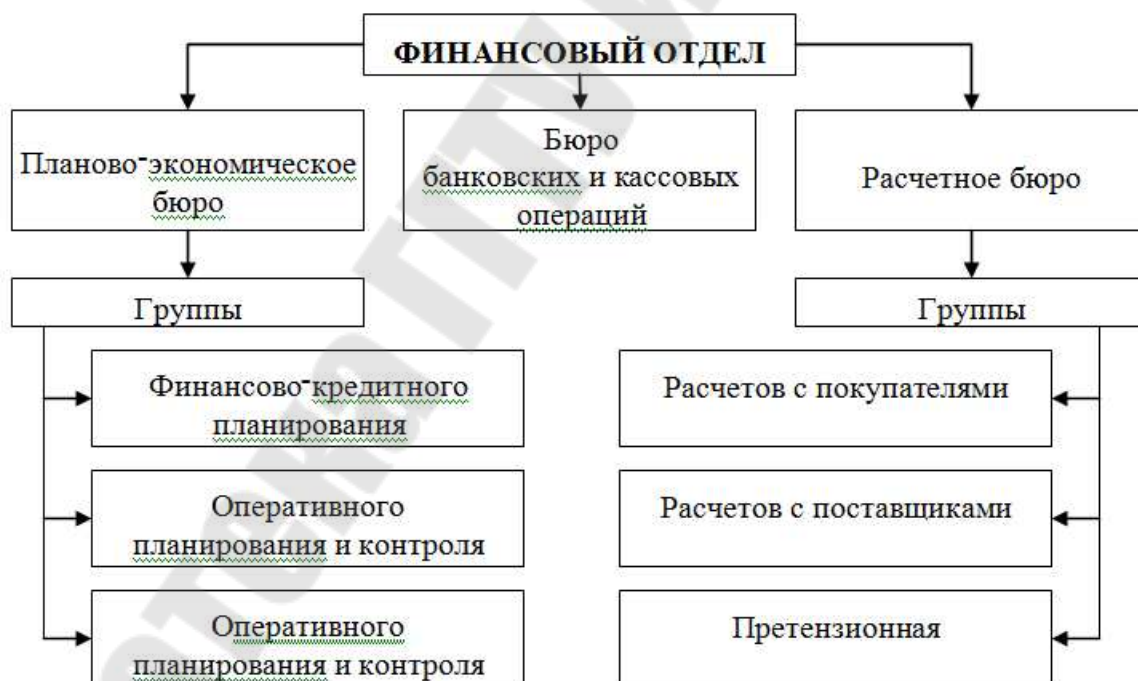 ФИНАНСОВЫЙ ОТДЕЛ
Планово-экономическое
бюро
Бюро
банковских и кассовых
операций
Расчетное бюро
Группы
Группы
Финансово-кредитного
планирования
Расчетов с покупателями
Оперативного
планирования и контроля
Расчетов с поставщиками
Оперативного
планирования и контроля
Претензионная